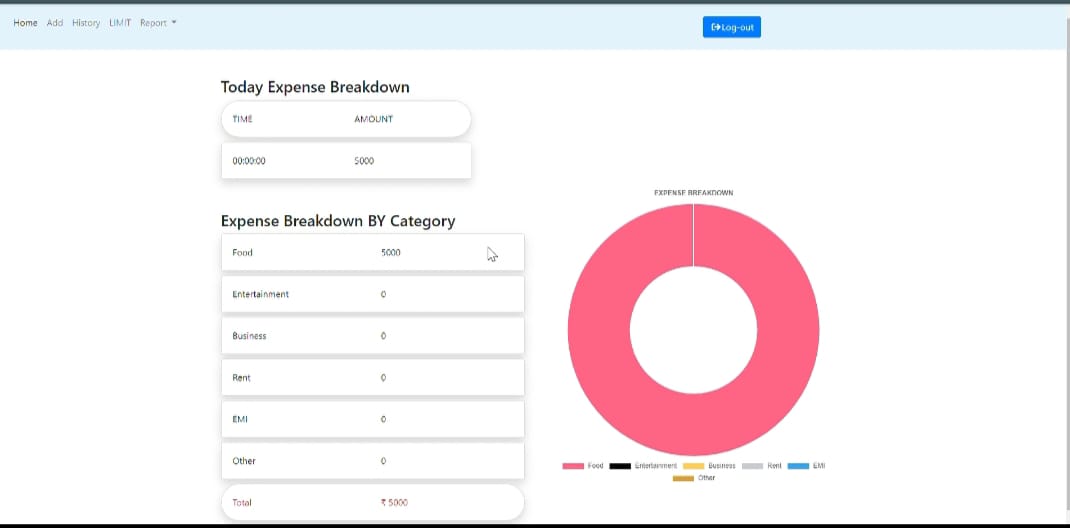 Home Add History LIMIT Report
Log-out
Today Expense Breakdown
TIME AMOUNT
00:00:00 5000
Expense Breakdown BY Category
Food 5000
Entertainment 0
Business 0
Rent 0
EMI 0
Other 0
Total ₹ 5000
EXPENSE BREAKDOWN
Food Entertainment Business Rent EMI
Other